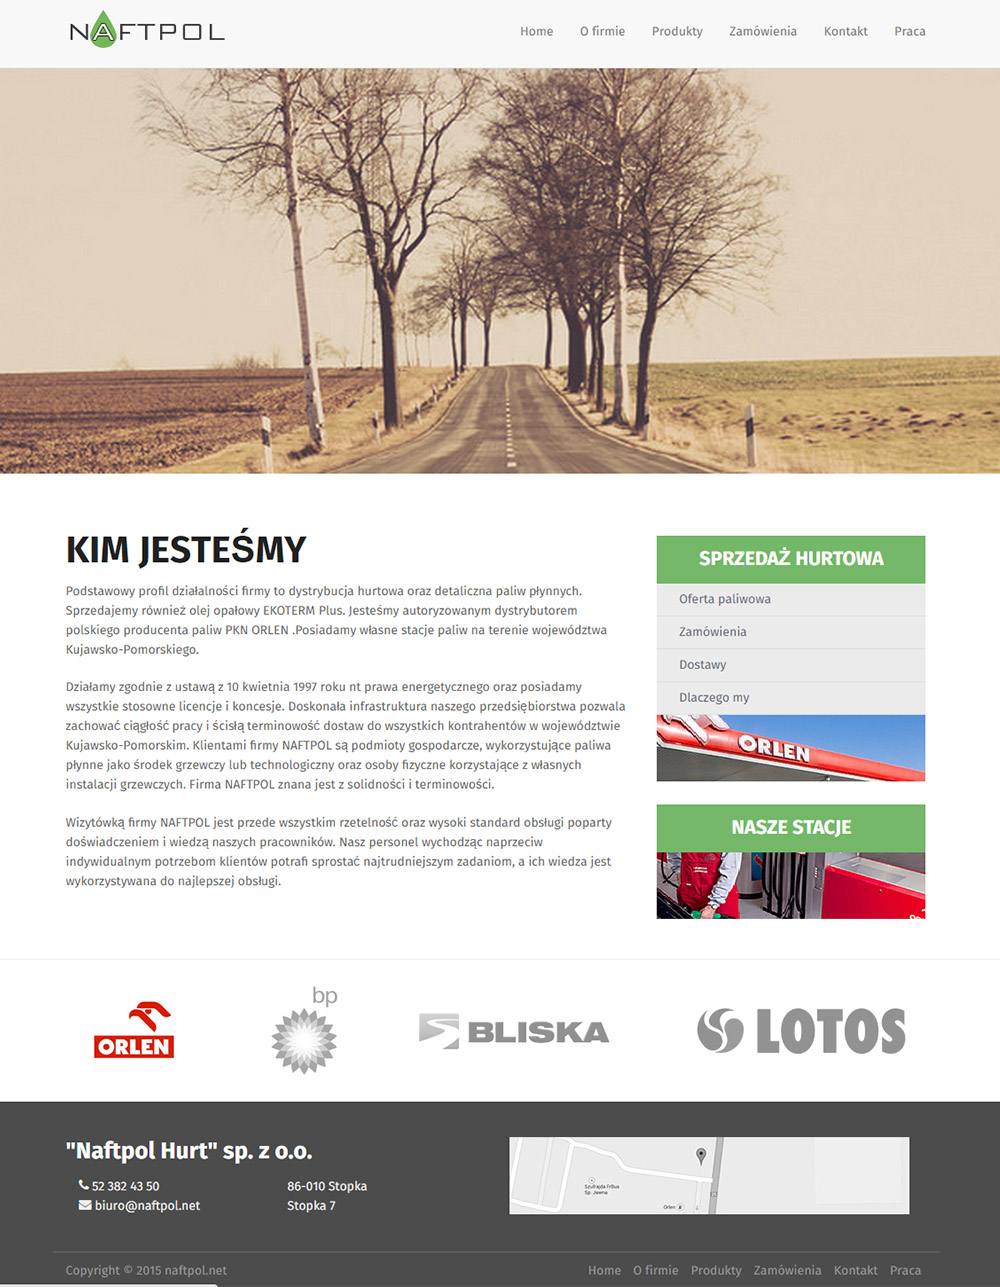 NAFTPOL
Home O firmie Produkty Zamówienia Kontakt Praca
KIM JESTEŚMY
Podstawowy profil działalności firmy to dystrybucja hurtowa oraz detaliczna paliw płynnych.
Sprzedajemy również olej opałowy EKOTERM Plus. Jesteśmy autoryzowanym dystrybutorem
polskiego producenta paliw PKN ORLEN .Posiadamy własne stacje paliw na terenie województwa
Kujawsko-Pomorskiego.
Działamy zgodnie z ustawą z 10 kwietnia 1997 roku nt prawa energetycznego oraz posiadamy
wszystkie stosowne licencje i koncesje. Doskonała infrastruktura naszego przedsiębiorstwa pozwala
zachować ciągłość pracy i ścisłą terminowość dostaw do wszystkich kontrahentów w województwie
Kujawsko-Pomorskim. Klientami firmy NAFTPOL są podmioty gospodarcze, wykorzystujące paliwa
płynne jako środek grzewczy lub technologiczny oraz osoby fizyczne korzystające z własnych
instalacji grzewczych. Firma NAFTPOL znana jest z solidności i terminowości.
Wizytówką firmy NAFTPOL jest przede wszystkim rzetelność oraz wysoki standard obsługi poparty
doświadczeniem i wiedzą naszych pracowników. Nasz personel wychodząc naprzeciw
indywidualnym potrzebom klientów potrafi sprostać najtrudniejszym zadaniom, a ich wiedza jest
wykorzystywana do najlepszej obsługi.
SPRZEDAŻ HURTOWA
Oferta paliwowa
Zamówienia
Dostawy
Dlaczego my
ORLEN
NASZE STACJE
ORLEN
bp
BLISKA
LOTOS
"Naftpol Hurt" sp. z o.o.
52 382 43 50
biuro@naftpol.net
86-010 Stopka
Stopka 7
Szufrajda FrBus
Sp. Jawna
Orlen
Copyright © 2015 naftpol.net
Home O firmie Produkty Zamówienia Kontakt Praca